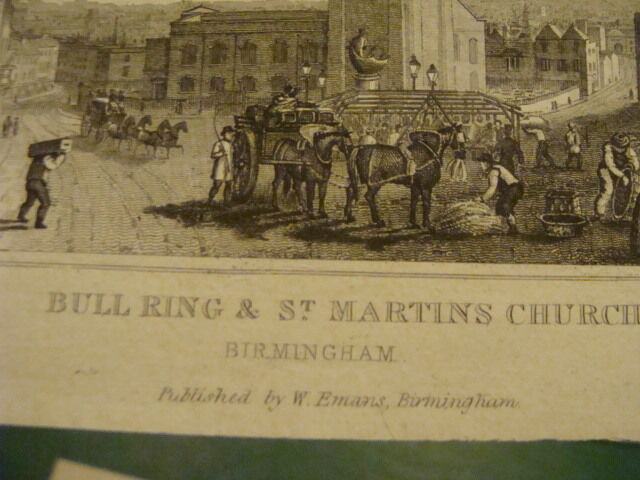 BULL RING & ST MARTINS CHURCH
BIRMINGHAM.
Published by W. Emans, Birmingham.